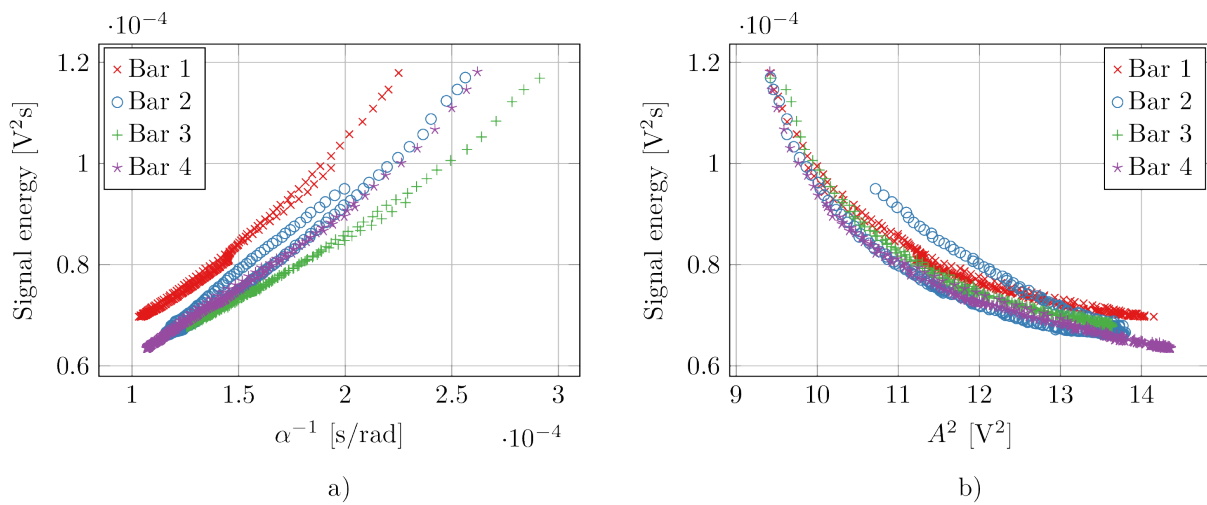 ·10⁻⁴
1.2
1
0.8
0.6
Signal energy [V²s]
Bar 1
Bar 2
Bar 3
Bar 4
1 1.5 2 2.5 3
α⁻¹ [s/rad] ·10⁻⁴
a)
·10⁻⁴
1.2
1
0.8
0.6
Signal energy [V²s]
Bar 1
Bar 2
Bar 3
Bar 4
9 10 11 12 13 14
A² [V²]
b)